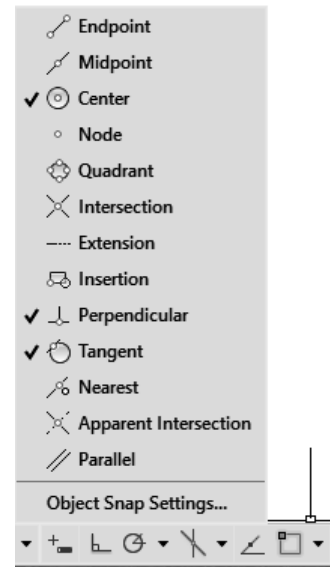 Endpoint
Midpoint
Center
Node
Quadrant
Intersection
Extension
Insertion
Perpendicular
Tangent
Nearest
Apparent Intersection
Parallel
Object Snap Settings...